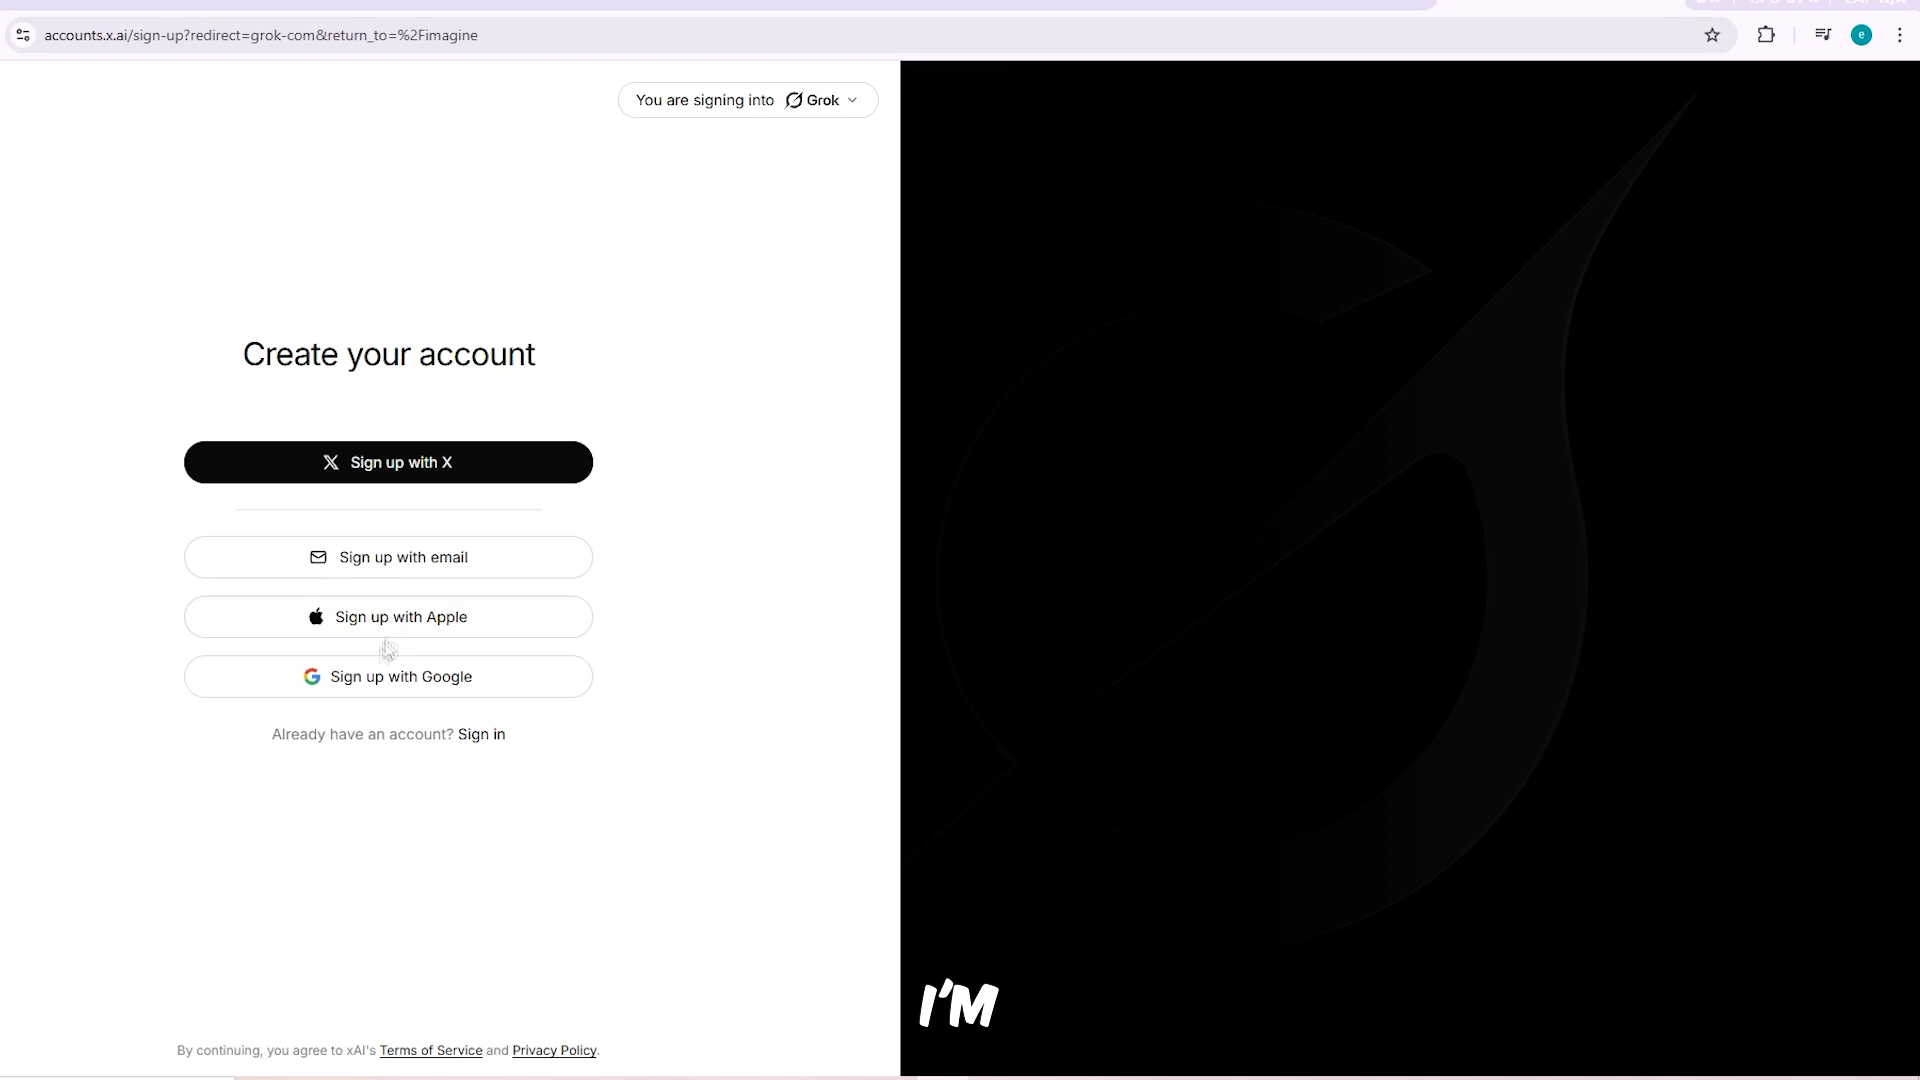 accounts.x.ai/sign-up?redirect=grok-com&return_to=%2Fimagine
e
You are signing into Grok
Create your account
Sign up with X
Sign up with email
Sign up with Apple
Sign up with Google
Already have an account? Sign in
I'M
By continuing, you agree to xAI's Terms of Service and Privacy Policy.